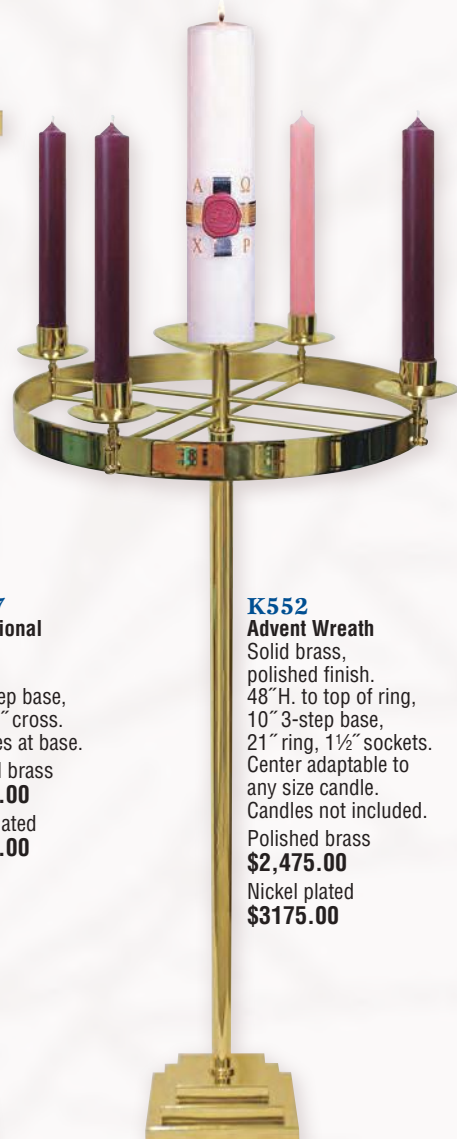 Α Ω
Χ Ρ
7
ional
ep base,
˝ cross.
es at base.
l brass
.00
ated
.00
K552
Advent Wreath
Solid brass,
polished finish.
48˝H. to top of ring,
10˝ 3-step base,
21˝ ring, 1½˝ sockets.
Center adaptable to
any size candle.
Candles not included.
Polished brass
$2,475.00
Nickel plated
$3175.00